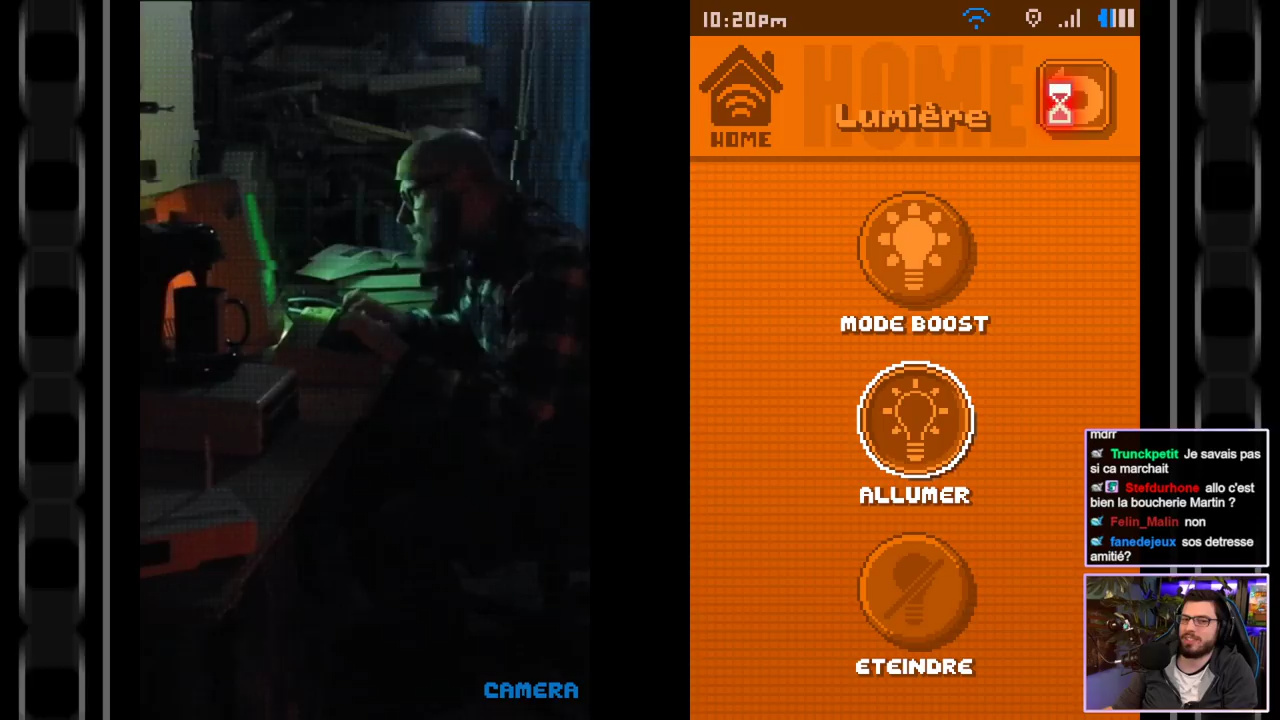 10:20pm
HOME
HOME
Lumière
MODE BOOST
ALLUMER
ETEINDRE
CAMERA
mdrr
Trunckpetit Je savais pas
si ca marchait
Stefdurhone allo c'est
bien la boucherie Martin ?
Felin_Malin non
fanedejeux sos detresse
amitié?